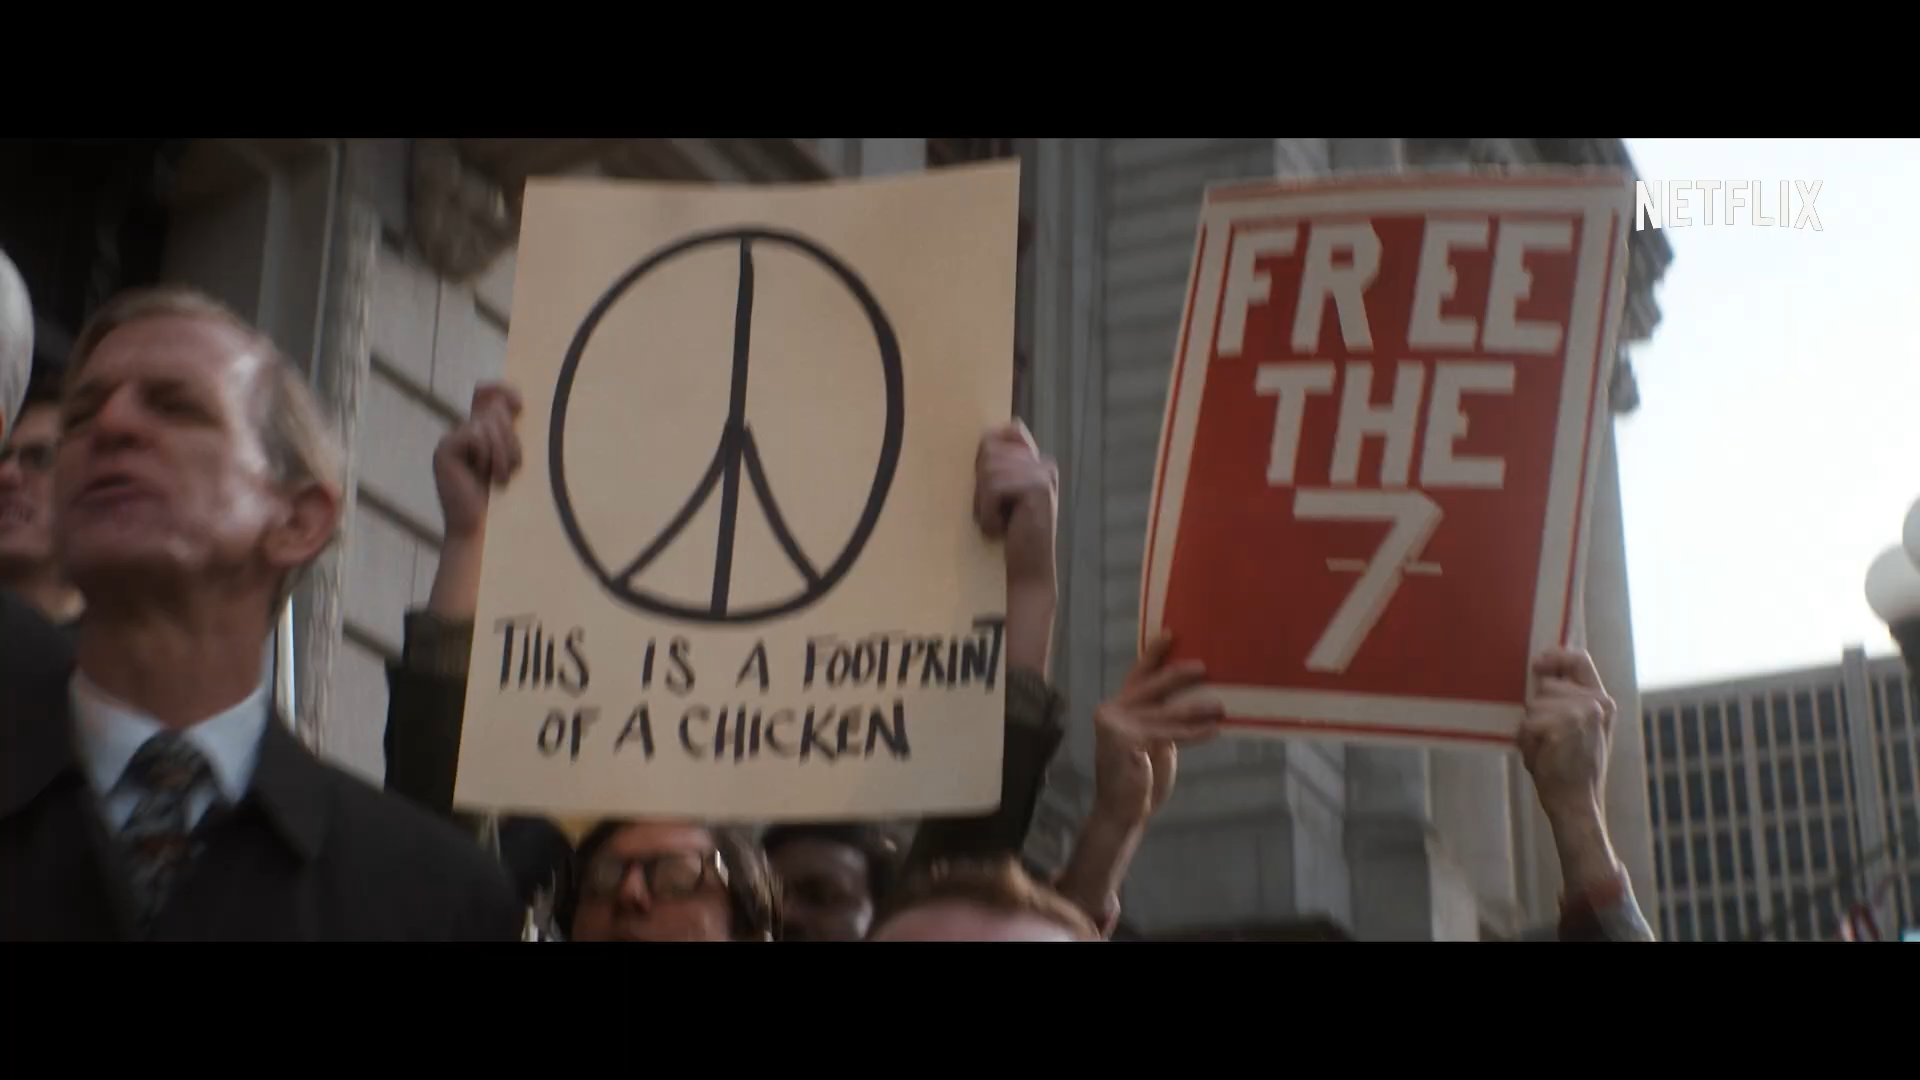 NETFLIX
FREE
THE
7
THIS IS A FOOTPRINT
OF A CHICKEN